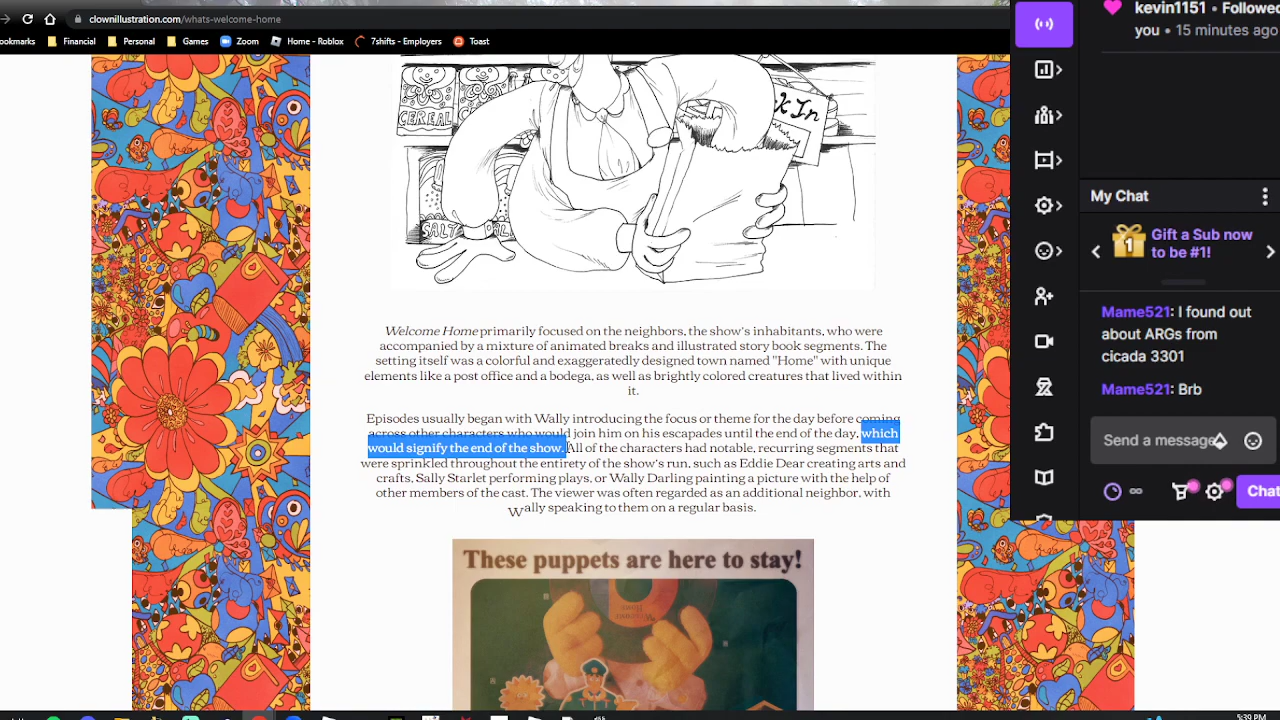 clownillustration.com/whats-welcome-home
ookmarks Financial Personal Games Zoom Home - Roblox 7shifts - Employers Toast
CEREAL
SALT
k In
Welcome Home primarily focused on the neighbors, the show's inhabitants, who were
accompanied by a mixture of animated breaks and illustrated story book segments. The
setting itself was a colorful and exaggeratedly designed town named "Home" with unique
elements like a post office and a bodega, as well as brightly colored creatures that lived within
it.
Episodes usually began with Wally introducing the focus or theme for the day before coming
across other characters who would join him on his escapades until the end of the day, which
would signify the end of the show. All of the characters had notable, recurring segments that
were sprinkled throughout the entirety of the show's run, such as Eddie Dear creating arts and
crafts, Sally Starlet performing plays, or Wally Darling painting a picture with the help of
other members of the cast. The viewer was often regarded as an additional neighbor, with
Wally speaking to them on a regular basis.
These puppets are here to stay!
kevin1151 • Followed
you • 15 minutes ago
My Chat
1
Gift a Sub now
to be #1!
Mame521: I found out
about ARGs from
cicada 3301
Mame521: Brb
Send a message
Chat
5:39 PM